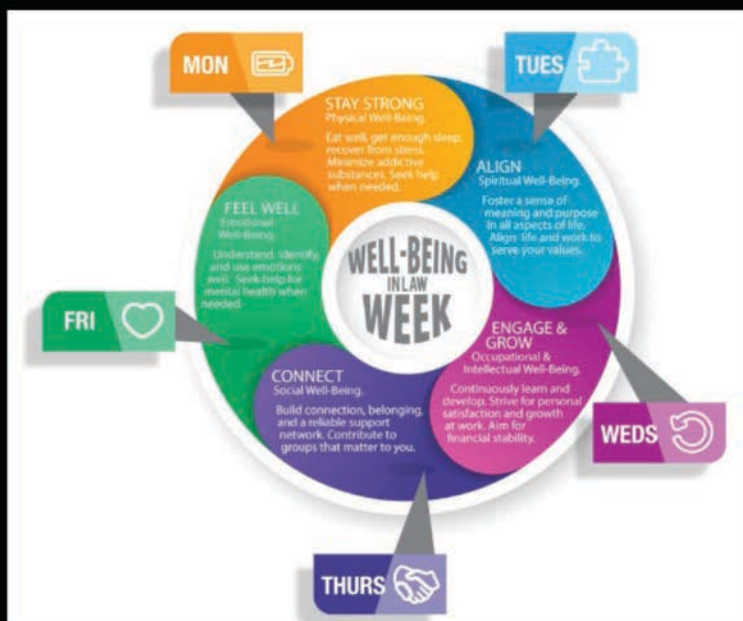 MON
STAY STRONG
Physical Well-Being.
Eat well, get enough sleep,
recover from stress.
Minimize addictive
substances. Seek help
when needed.
TUES
ALIGN
Spiritual Well-Being.
Foster a sense of
meaning and purpose
in all aspects of life.
Align life and work to
serve your values.
WEDS
ENGAGE &
GROW
Occupational &
Intellectual Well-Being.
Continuously learn and
develop. Strive for personal
satisfaction and growth
at work. Aim for
financial stability.
THURS
CONNECT
Social Well-Being.
Build connection, belonging,
and a reliable support
network. Contribute to
groups that matter to you.
FRI
FEEL WELL
Emotional
Well-Being.
Understand, identify,
and use emotions
well. Seek help for
mental health when
needed.
WELL-BEING
IN LAW
WEEK